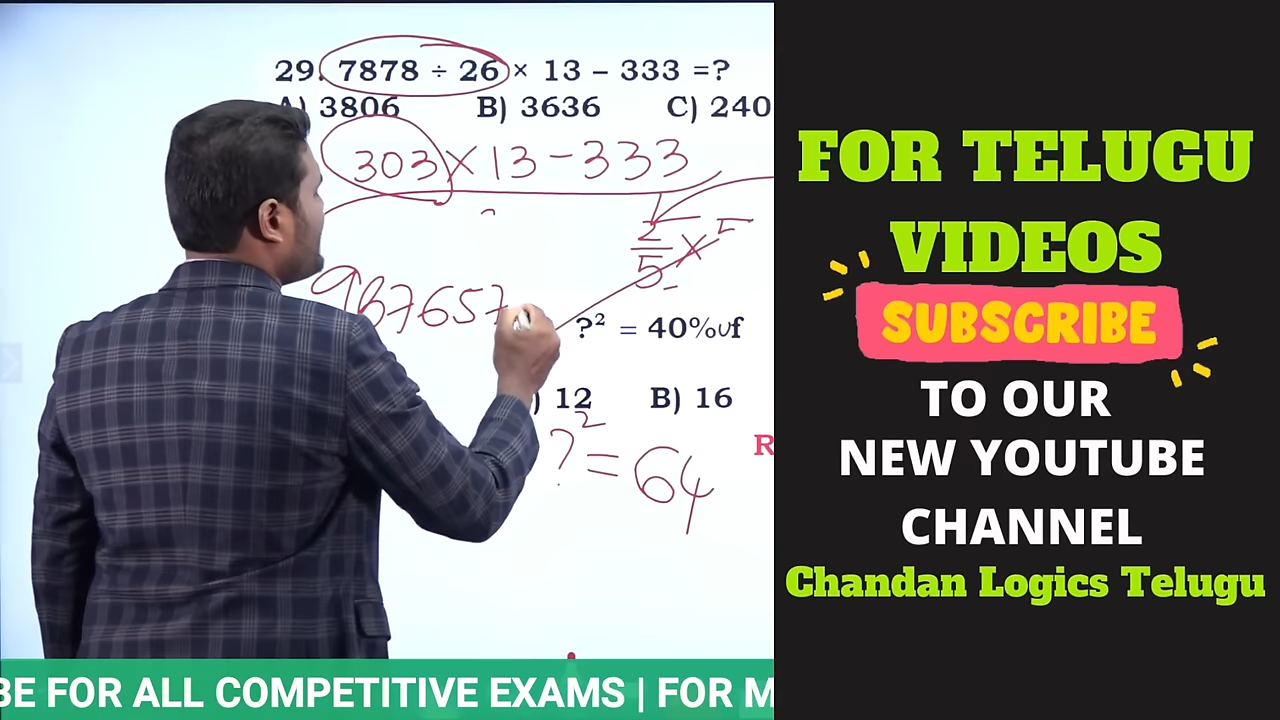 29. 7878 ÷ 26 × 13 – 333 =?
A) 3806 B) 3636 C) 240
303 × 13 – 333
2/5 × 5
987657
?² = 40%of
) 12 B) 16
R
?² = 64
BE FOR ALL COMPETITIVE EXAMS | FOR M
FOR TELUGU
VIDEOS
SUBSCRIBE
TO OUR
NEW YOUTUBE
CHANNEL
Chandan Logics Telugu